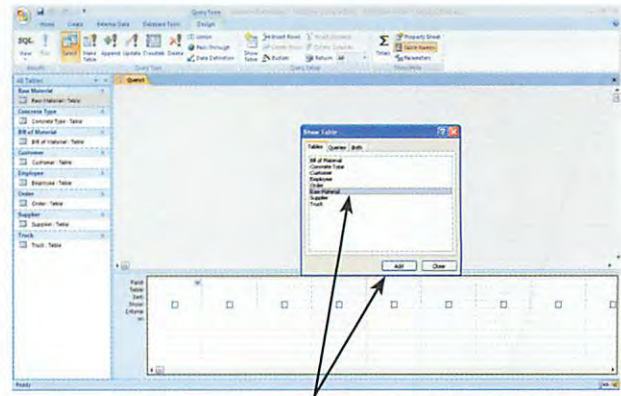 Query Tools
Home Create External Data Database Tools Design
SQL
View Run Select Make Table Append Update Crosstab Delete
Union
Pass-Through
Data Definition
Show Table
Insert Rows
Delete Rows
Builder
Insert Columns
Delete Columns
Return: All
Totals
Property Sheet
Table Names
Parameters
Results Query Type Query Setup Show/Hide
All Tables
Query1
Raw Material
Raw Material : Table
Concrete Type
Concrete Type : Table
Bill of Material
Bill of Material : Table
Customer
Customer : Table
Employee
Employee : Table
Order
Order : Table
Supplier
Supplier : Table
Truck
Truck : Table
Show Table
Tables Queries Both
Bill of Material
Concrete Type
Customer
Employee
Order
Raw Material
Supplier
Truck
Add Close
Field:
Table:
Sort:
Show:
Criteria:
or:
Ready